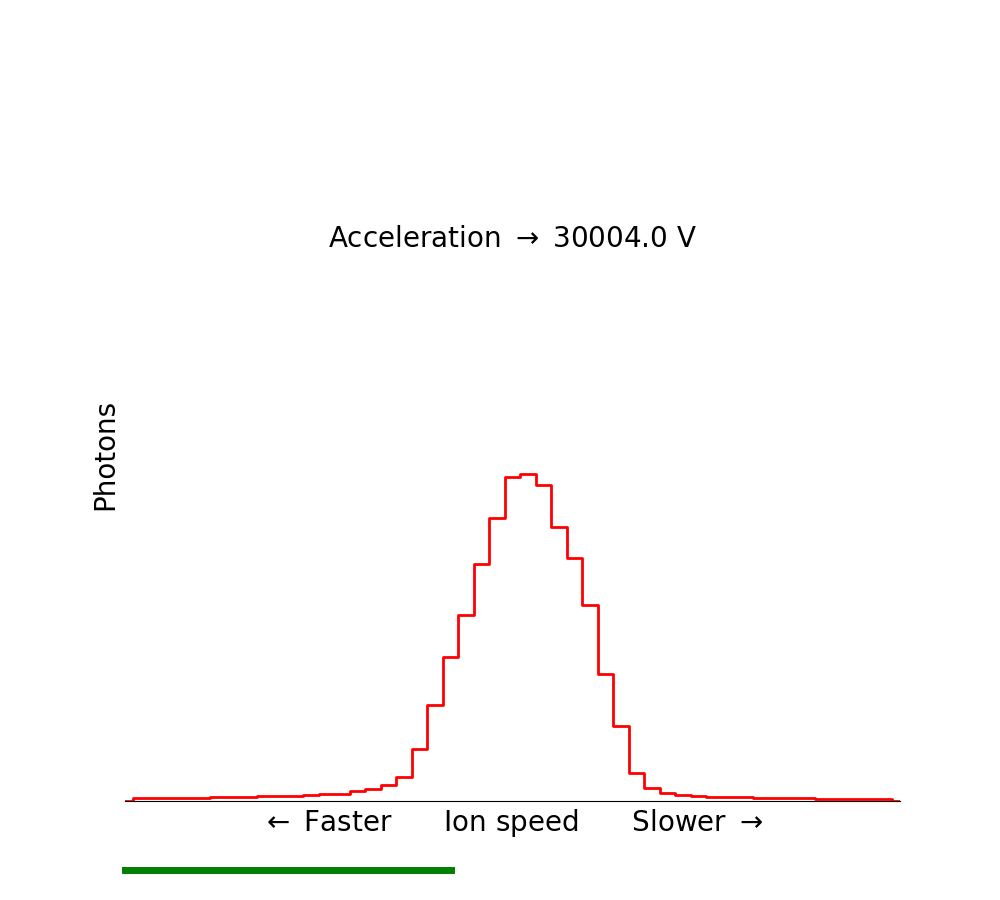 Acceleration → 30004.0 V
Photons
← Faster Ion speed Slower →